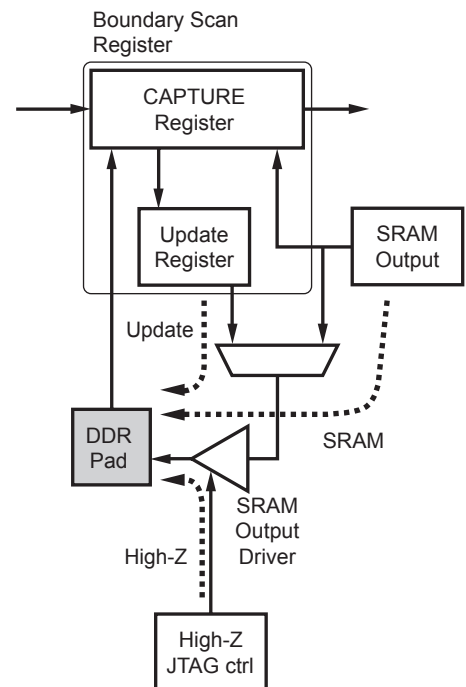 Boundary Scan
Register
CAPTURE
Register
Update
Register
SRAM
Output
Update
SRAM
DDR
Pad
SRAM
Output
Driver
High-Z
High-Z
JTAG ctrl